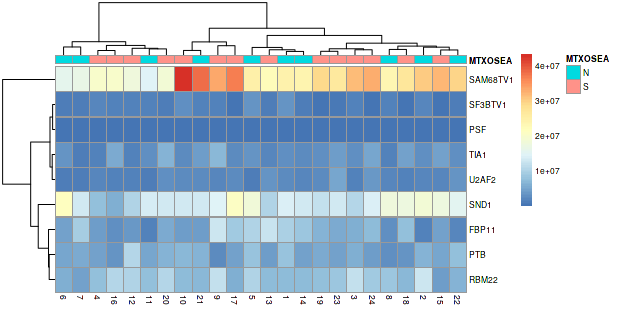 MTXOSEA
SAM68TV1
SF3BTV1
PSF
TIA1
U2AF2
SND1
FBP11
PTB
RBM22
6 7 4 16 12 11 20 10 21 9 17 5 13 1 14 19 23 3 24 8 18 2 15 22
4e+07
3e+07
2e+07
1e+07
MTXOSEA
N
S